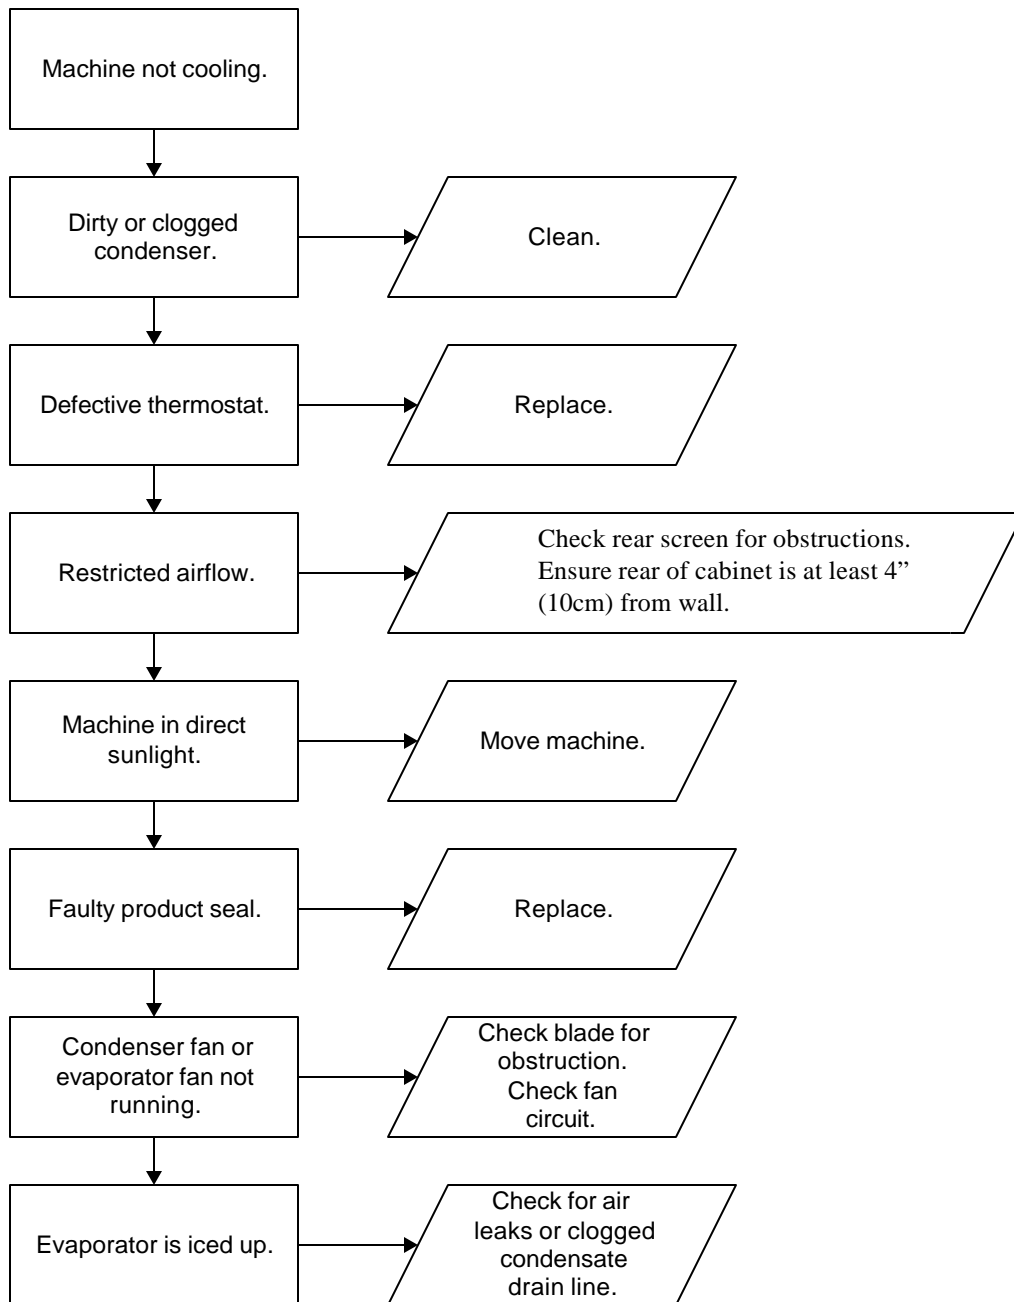 Machine not cooling.
Dirty or clogged
condenser.
Clean.
Defective thermostat.
Replace.
Restricted airflow.
Check rear screen for obstructions.
Ensure rear of cabinet is at least 4”
(10cm) from wall.
Machine in direct
sunlight.
Move machine.
Faulty product seal.
Replace.
Condenser fan or
evaporator fan not
running.
Check blade for
obstruction.
Check fan
circuit.
Evaporator is iced up.
Check for air
leaks or clogged
condensate
drain line.